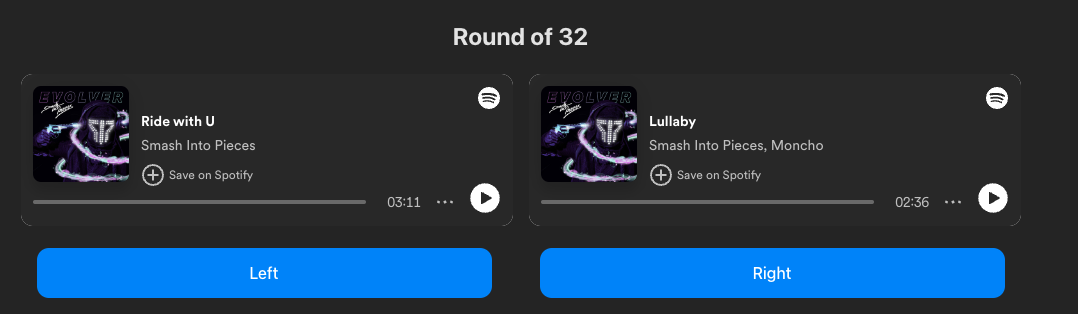 Round of 32
EVOLVER
Ride with U
Smash Into Pieces
Save on Spotify
03:11
Left
EVOLVER
Lullaby
Smash Into Pieces, Moncho
Save on Spotify
02:36
Right